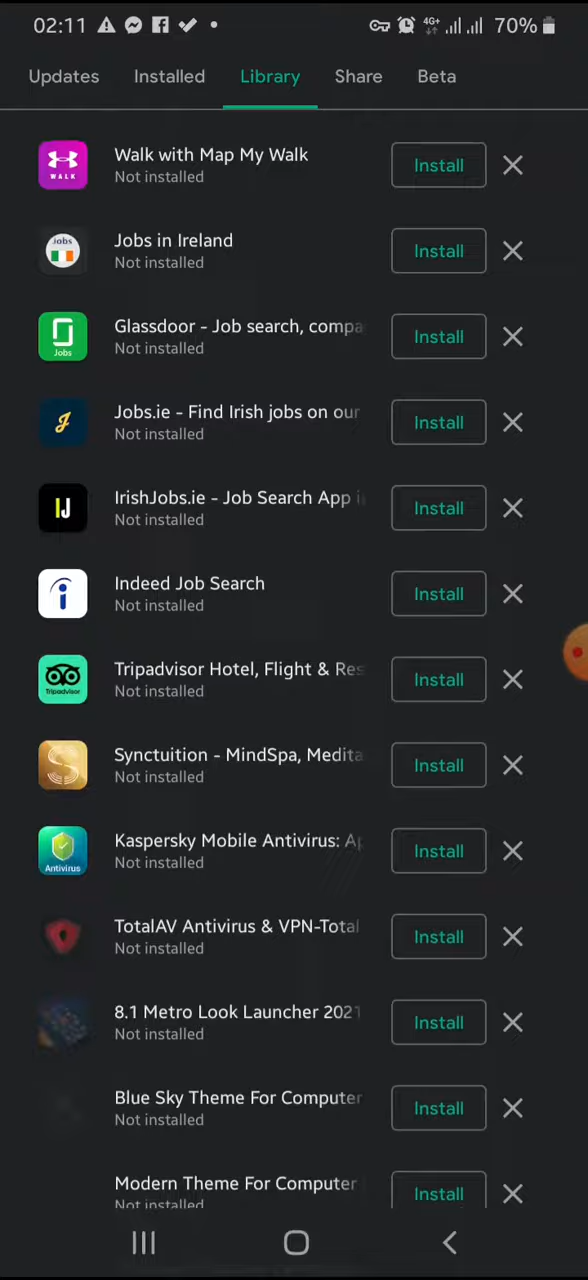 02:11 4G+ 70%
Updates Installed Library Share Beta
WALK
Walk with Map My Walk
Not installed
Install
Jobs
Jobs in Ireland
Not installed
Install
Jobs
Glassdoor - Job search, compa
Not installed
Install
Jobs.ie - Find Irish jobs on our
Not installed
Install
IJ
IrishJobs.ie - Job Search App i
Not installed
Install
Indeed Job Search
Not installed
Install
Tripadvisor
Tripadvisor Hotel, Flight & Res
Not installed
Install
Synctuition - MindSpa, Medita
Not installed
Install
Antivirus
Kaspersky Mobile Antivirus: Ap
Not installed
Install
TotalAV Antivirus & VPN-Total
Not installed
Install
8.1 Metro Look Launcher 2021
Not installed
Install
Blue Sky Theme For Computer
Not installed
Install
Modern Theme For Computer
Not installed
Install